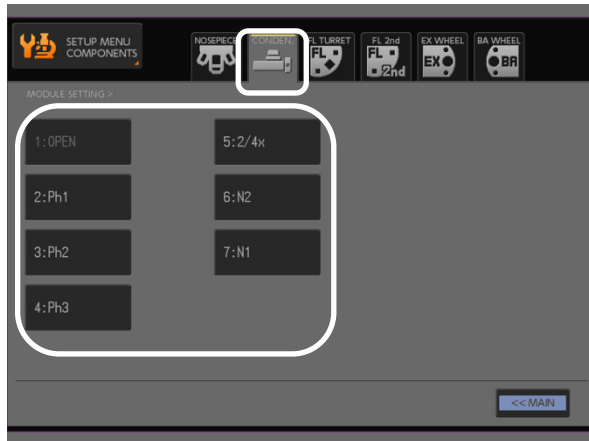 SETUP MENU
COMPONENTS
NOSEPIECE
CONDEN.
FL TURRET
FL 2nd
EX WHEEL
BA WHEEL
FL
FL
2nd
EX
BA
MODULE SETTING >
1:OPEN
5:2/4x
2:Ph1
6:N2
3:Ph2
7:N1
4:Ph3
<< MAIN